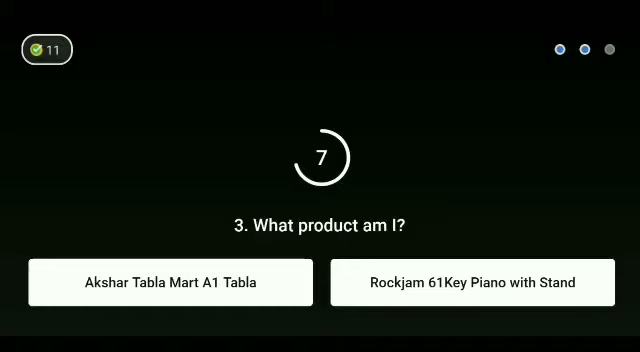 11
7
3. What product am I?
Akshar Tabla Mart A1 Tabla
Rockjam 61Key Piano with Stand